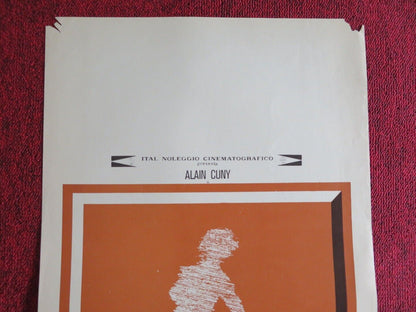 ITAL NOLEGGIO CINEMATOGRAFICO
presenta
ALAIN CUNY